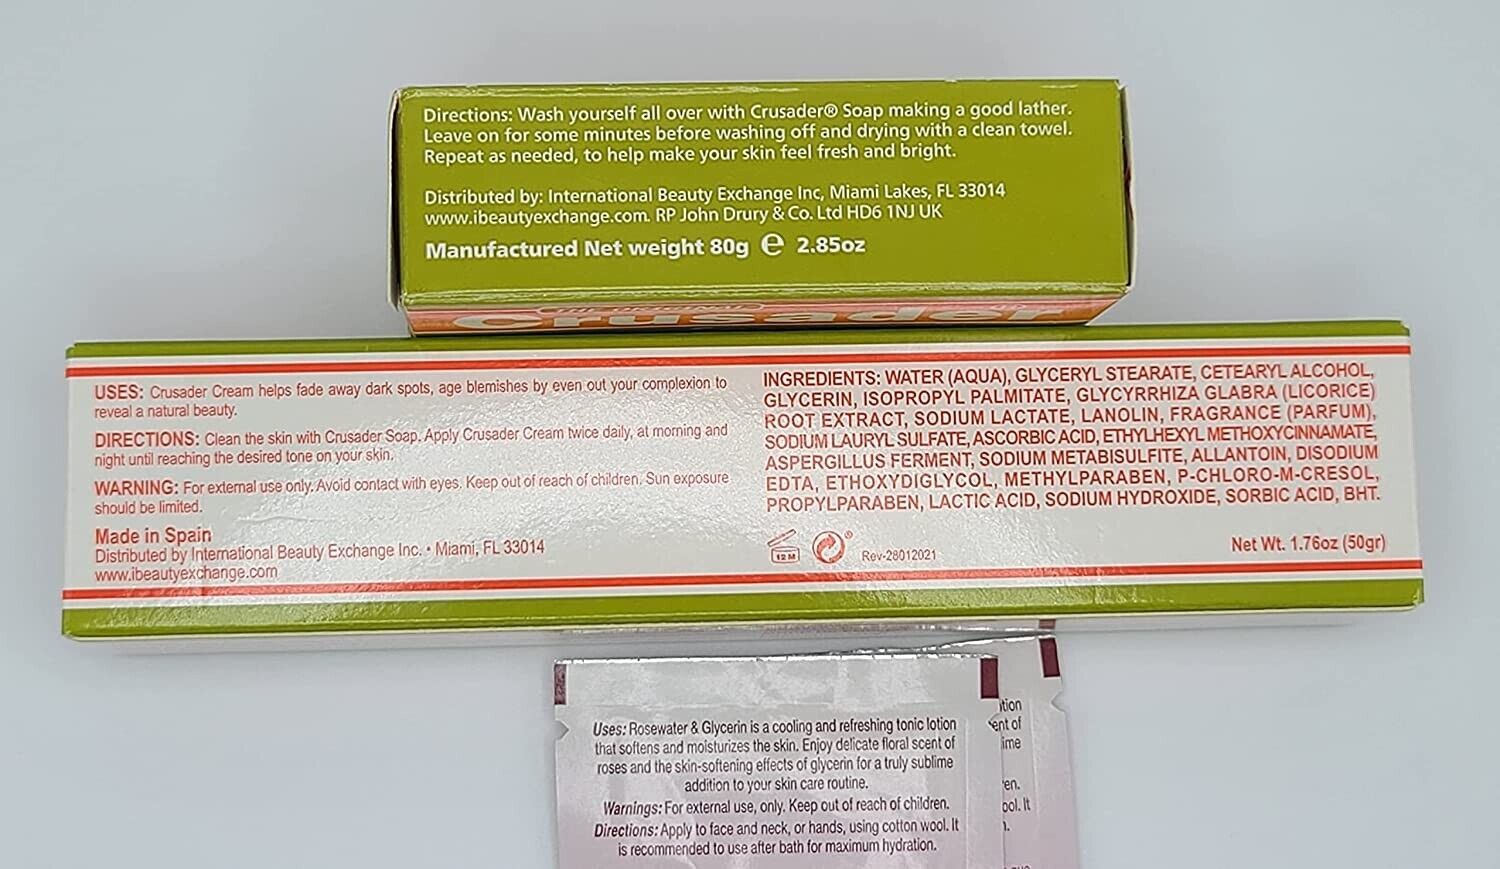 Directions: Wash yourself all over with Crusader® Soap making a good lather.
Leave on for some minutes before washing off and drying with a clean towel.
Repeat as needed, to help make your skin feel fresh and bright.
Distributed by: International Beauty Exchange Inc, Miami Lakes, FL 33014
www.ibeautyexchange.com. RP John Drury & Co. Ltd HD6 1NJ UK
Manufactured Net weight 80g ℮ 2.85oz
Crusader
USES: Crusader Cream helps fade away dark spots, age blemishes by even out your complexion to
reveal a natural beauty.
DIRECTIONS: Clean the skin with Crusader Soap. Apply Crusader Cream twice daily, at morning and
night until reaching the desired tone on your skin.
WARNING: For external use only. Avoid contact with eyes. Keep out of reach of children. Sun exposure
should be limited.
Made in Spain
Distributed by International Beauty Exchange Inc. • Miami, FL 33014
www.ibeautyexchange.com
INGREDIENTS: WATER (AQUA), GLYCERYL STEARATE, CETEARYL ALCOHOL,
GLYCERIN, ISOPROPYL PALMITATE, GLYCYRRHIZA GLABRA (LICORICE)
ROOT EXTRACT, SODIUM LACTATE, LANOLIN, FRAGRANCE (PARFUM),
SODIUM LAURYL SULFATE, ASCORBIC ACID, ETHYLHEXYL METHOXYCINNAMATE,
ASPERGILLUS FERMENT, SODIUM METABISULFITE, ALLANTOIN, DISODIUM
EDTA, ETHOXYDIGLYCOL, METHYLPARABEN, P-CHLORO-M-CRESOL,
PROPYLPARABEN, LACTIC ACID, SODIUM HYDROXIDE, SORBIC ACID, BHT.
12 M
Rev-28012021
Net Wt. 1.76oz (50gr)
Uses: Rosewater & Glycerin is a cooling and refreshing tonic lotion
that softens and moisturizes the skin. Enjoy delicate floral scent of
roses and the skin-softening effects of glycerin for a truly sublime
addition to your skin care routine.
Warnings: For external use, only. Keep out of reach of children.
Directions: Apply to face and neck, or hands, using cotton wool. It
is recommended to use after bath for maximum hydration.